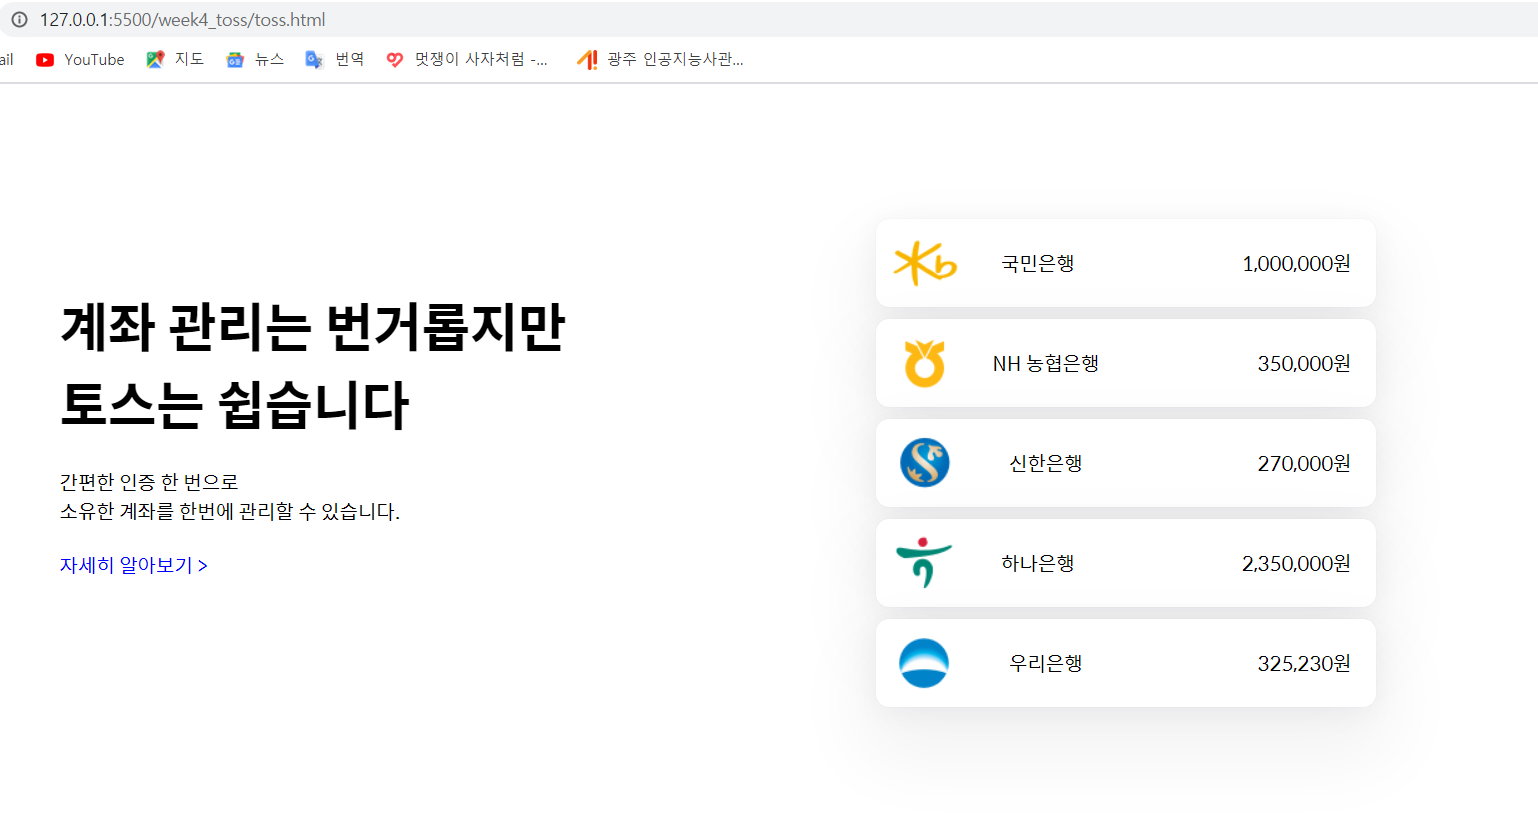 127.0.0.1:5500/week4_toss/toss.html
ail YouTube 지도 뉴스 번역 멋쟁이 사자처럼 -... 광주 인공지능사관...
계좌 관리는 번거롭지만
토스는 쉽습니다
간편한 인증 한 번으로
소유한 계좌를 한번에 관리할 수 있습니다.
자세히 알아보기 >
국민은행 1,000,000원
NH 농협은행 350,000원
신한은행 270,000원
하나은행 2,350,000원
우리은행 325,230원